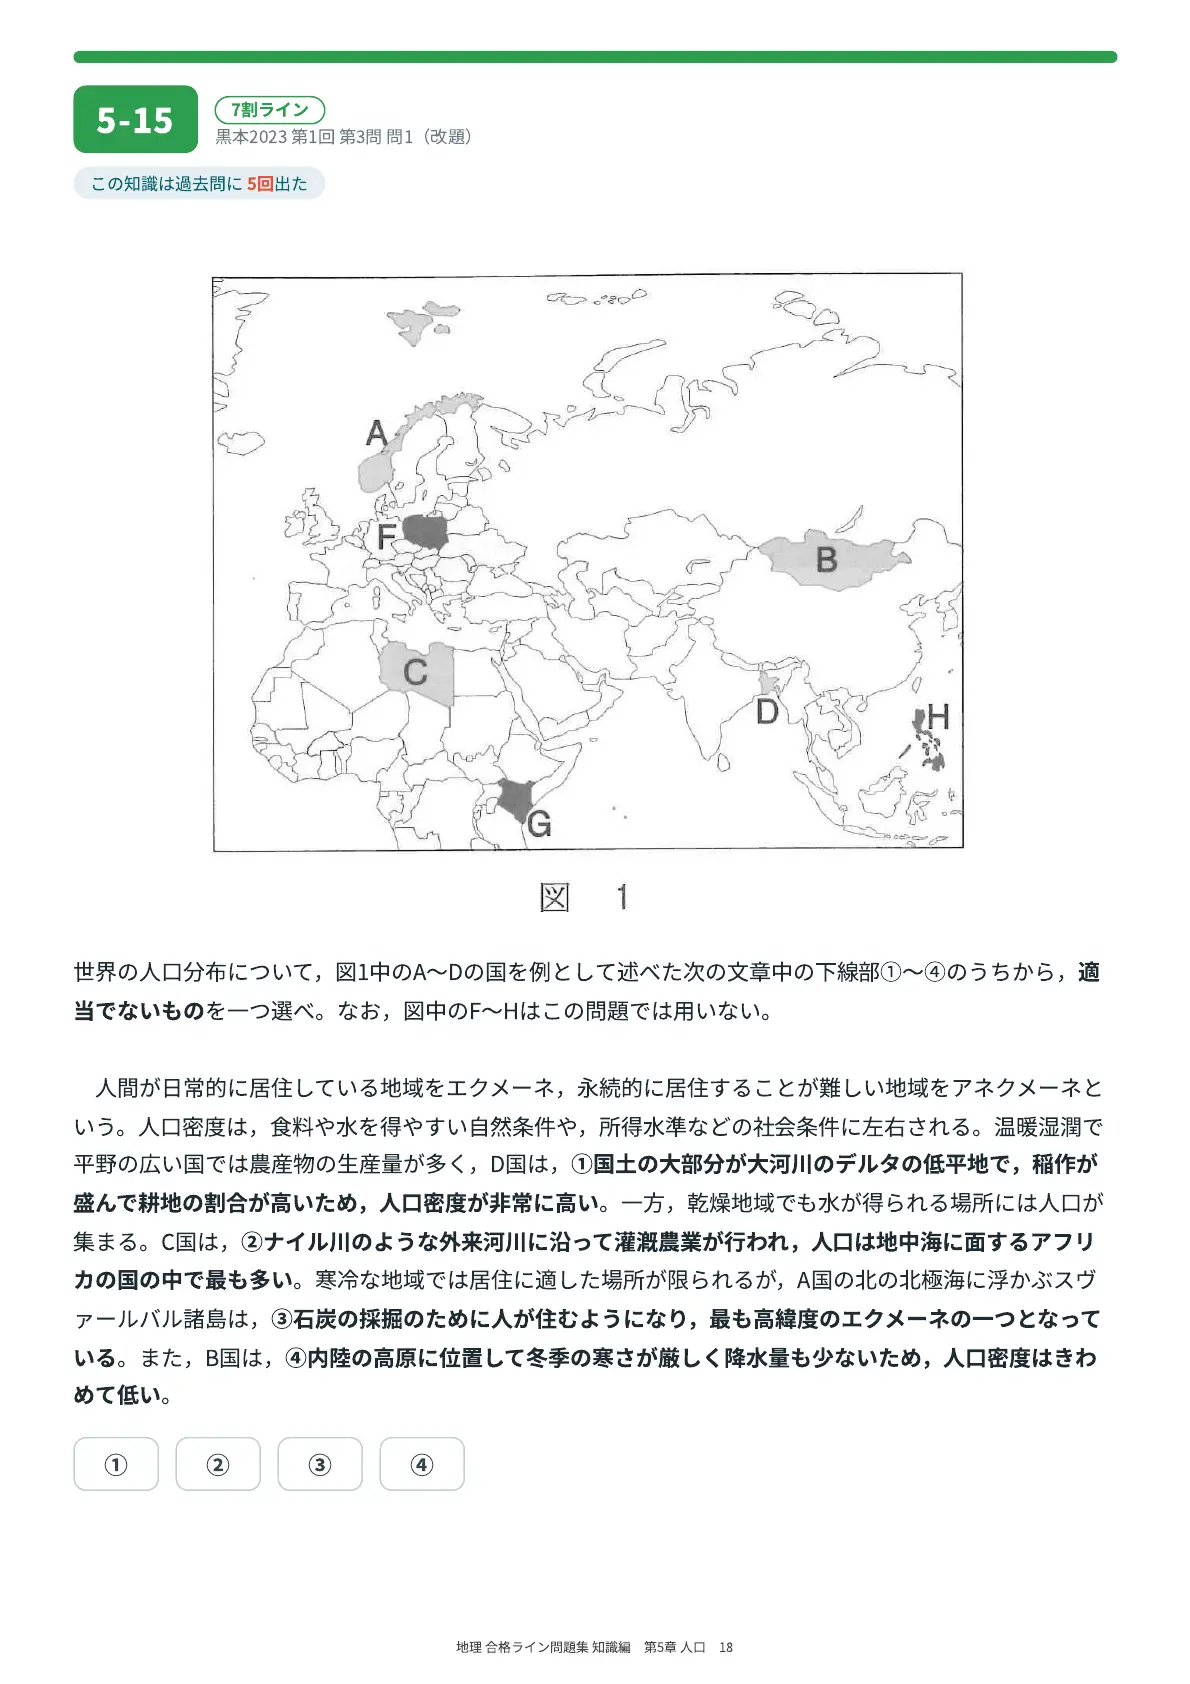 5-15
7割ライン
黒本2023 第1回 第3問 問1（改題）
この知識は過去問に 5回出た
A
F
B
C
D
H
G
図 1
世界の人口分布について，図1中のA～Dの国を例として述べた次の文章中の下線部①～④のうちから，適
当でないものを一つ選べ。なお，図中のF～Hはこの問題では用いない。
人間が日常的に居住している地域をエクメーネ，永続的に居住することが難しい地域をアネクメーネと
いう。人口密度は，食料や水を得やすい自然条件や，所得水準などの社会条件に左右される。温暖湿潤で
平野の広い国では農産物の生産量が多く，D国は，①国土の大部分が大河川のデルタの低平地で，稲作が
盛んで耕地の割合が高いため，人口密度が非常に高い。一方，乾燥地域でも水が得られる場所には人口が
集まる。C国は，②ナイル川のような外来河川に沿って灌漑農業が行われ，人口は地中海に面するアフリ
カの国の中で最も多い。寒冷な地域では居住に適した場所が限られるが，A国の北の北極海に浮かぶスヴ
ァールバル諸島は，③石炭の採掘のために人が住むようになり，最も高緯度のエクメーネの一つとなって
いる。また，B国は，④内陸の高原に位置して冬季の寒さが厳しく降水量も少ないため，人口密度はきわ
めて低い。
①
②
③
④
地理 合格ライン問題集 知識編　第5章 人口　18